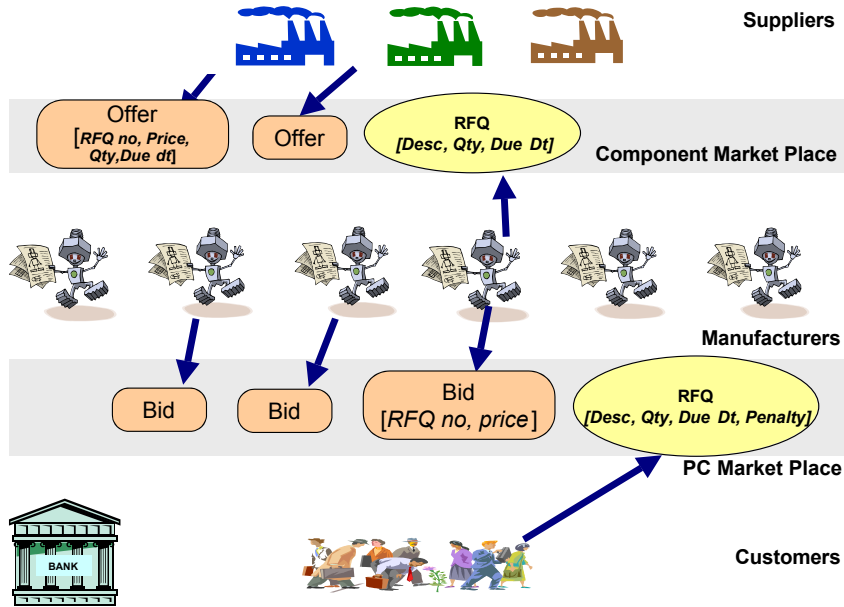 Suppliers
Offer
[RFQ no, Price,
Qty,Due dt]
Offer
RFQ
[Desc, Qty, Due Dt]
Component Market Place
Manufacturers
Bid
Bid
Bid
[RFQ no, price]
RFQ
[Desc, Qty, Due Dt, Penalty]
PC Market Place
BANK
Customers